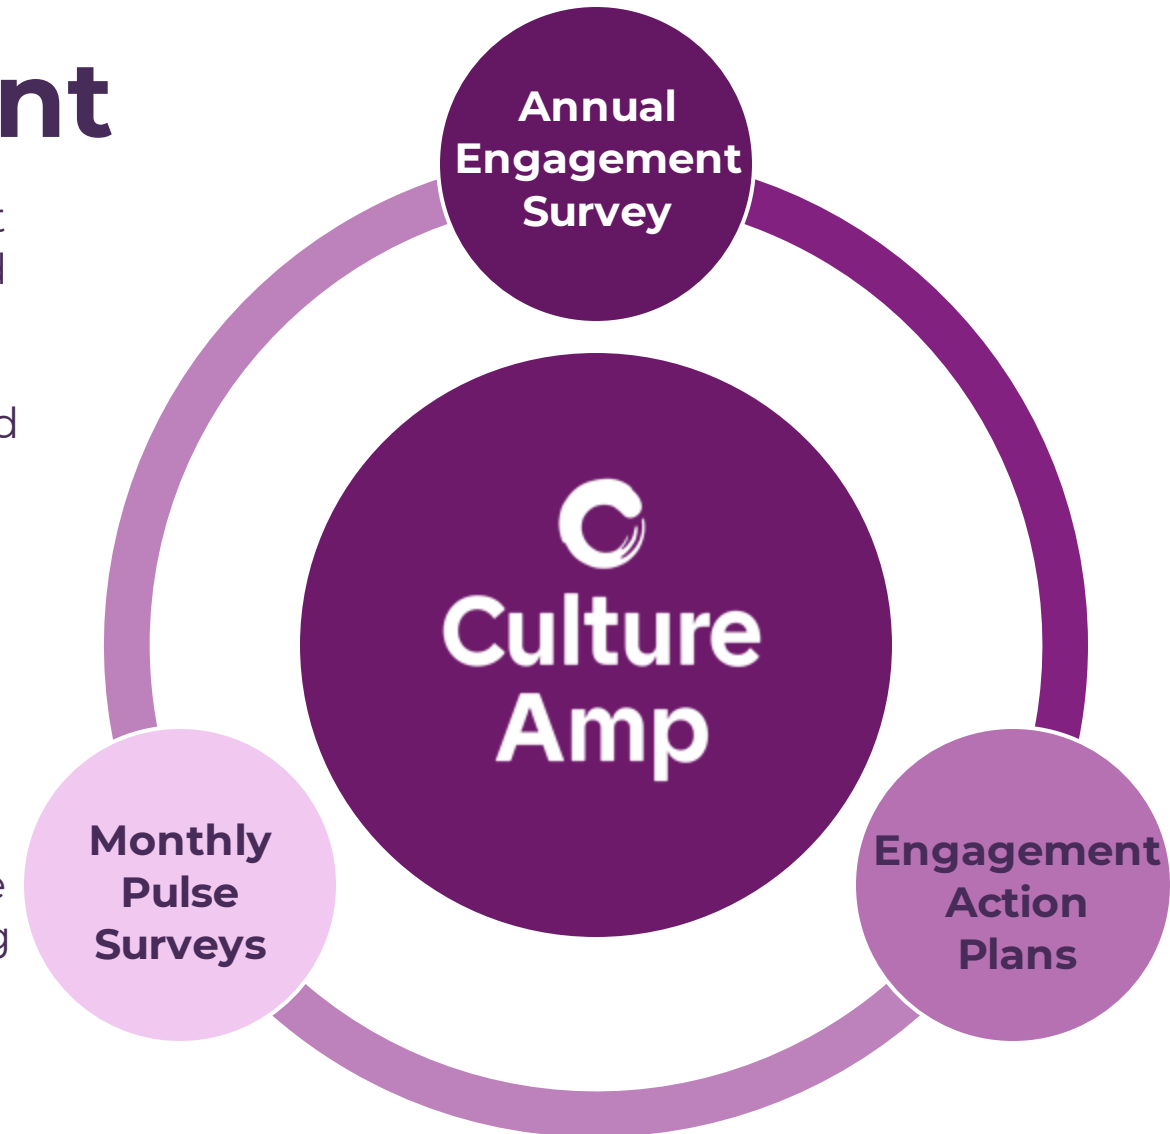 nt
t
d
d
e
g
Annual
Engagement
Survey
Culture
Amp
Monthly
Pulse
Surveys
Engagement
Action
Plans